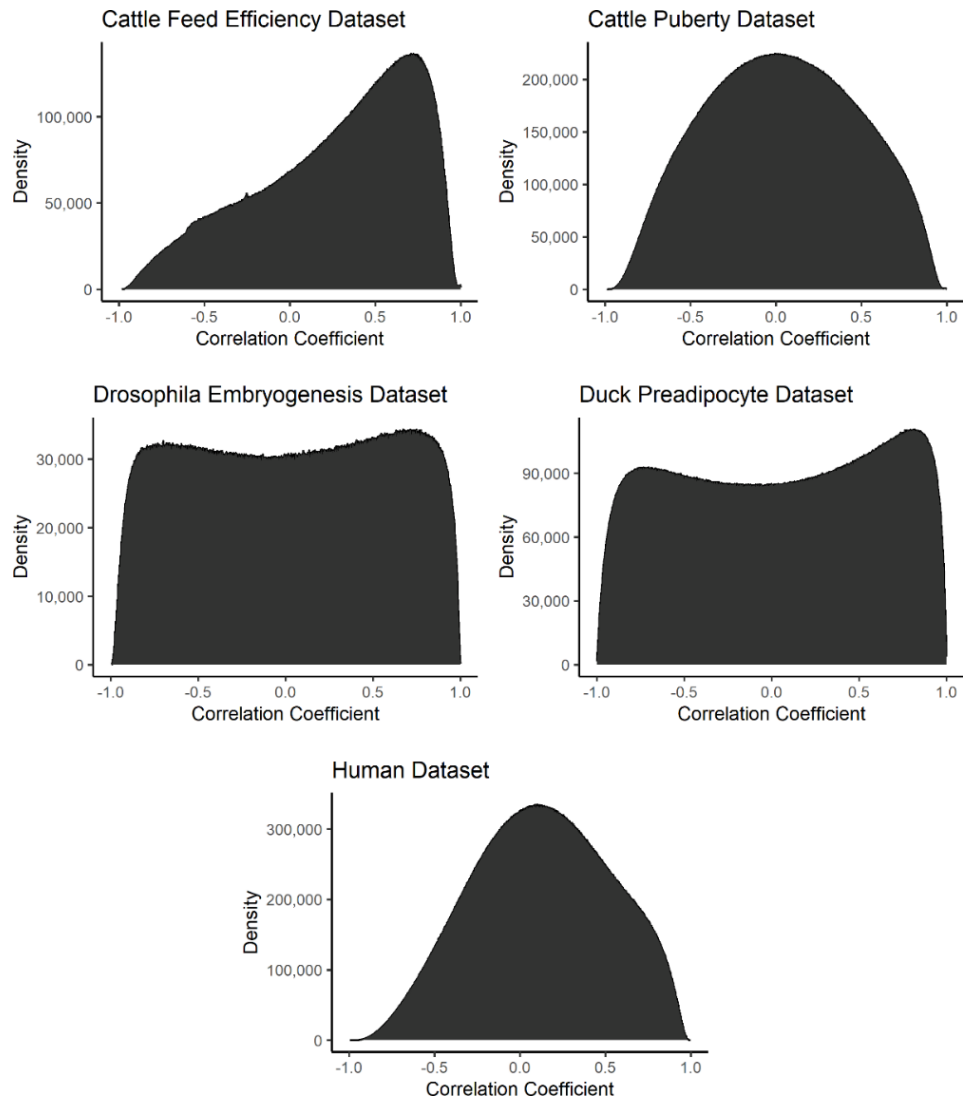 Cattle Feed Efficiency Dataset
Density
100,000
50,000
0
-1.0 -0.5 0.0 0.5 1.0
Correlation Coefficient
Cattle Puberty Dataset
Density
200,000
150,000
100,000
50,000
0
-1.0 -0.5 0.0 0.5 1.0
Correlation Coefficient
Drosophila Embryogenesis Dataset
Density
30,000
20,000
10,000
0
-1.0 -0.5 0.0 0.5 1.0
Correlation Coefficient
Duck Preadipocyte Dataset
Density
90,000
60,000
30,000
0
-1.0 -0.5 0.0 0.5 1.0
Correlation Coefficient
Human Dataset
Density
300,000
200,000
100,000
0
-1.0 -0.5 0.0 0.5 1.0
Correlation Coefficient